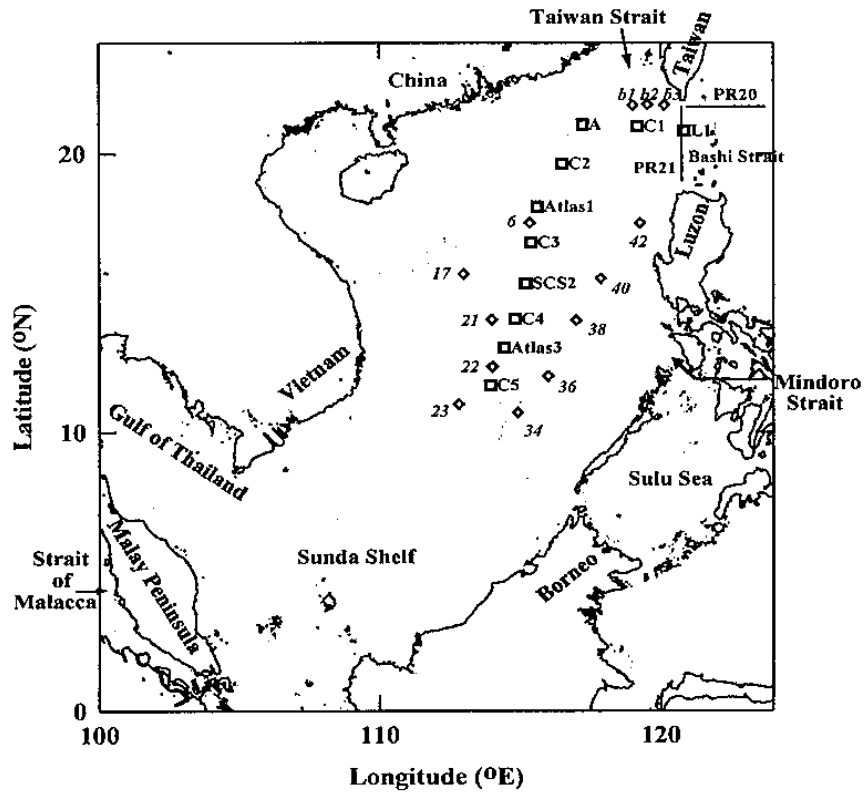 Taiwan Strait
Taiwan
China
b1 b2 b3
PR20
A
C1
L1
20
C2
PR21
Bashi Strait
Atlas1
6
42
Luzon
C3
17
SCS2
40
21
C4
38
Atlas3
Vietnam
22
C5
36
Mindoro
Strait
23
34
10
Gulf of Thailand
Sulu Sea
Latitude (ᴼN)
Sunda Shelf
Borneo
Malay Peninsula
Strait
of
Malacca
0
100
110
120
Longitude (ᴼE)